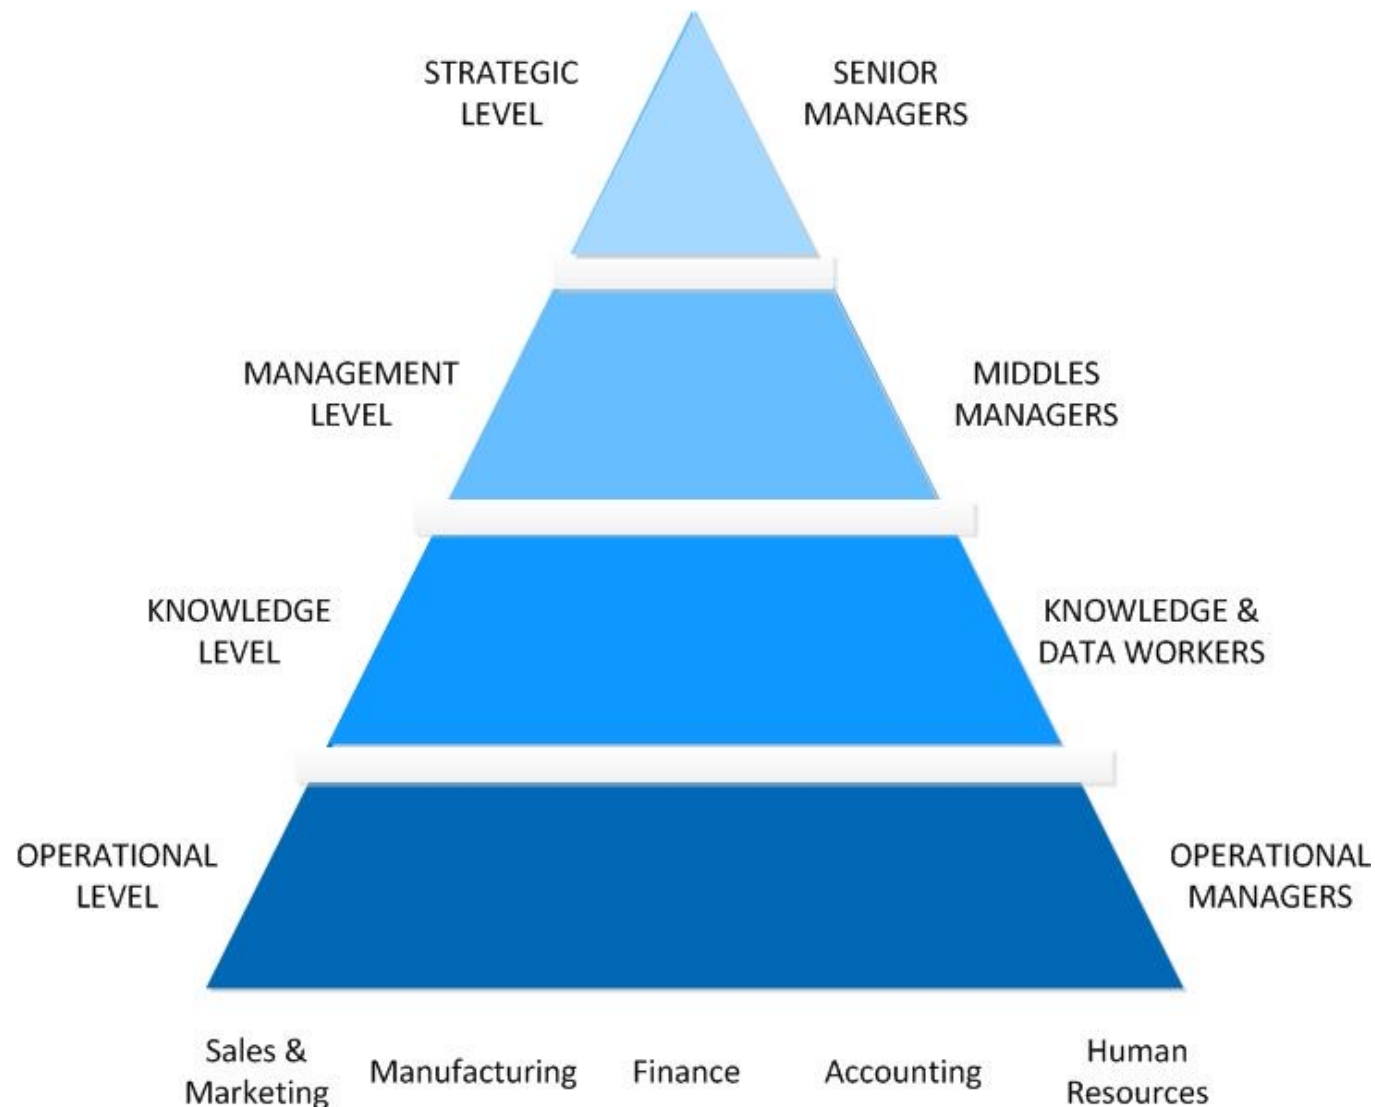 STRATEGIC
LEVEL
SENIOR
MANAGERS
MANAGEMENT
LEVEL
MIDDLES
MANAGERS
KNOWLEDGE
LEVEL
KNOWLEDGE &
DATA WORKERS
OPERATIONAL
LEVEL
OPERATIONAL
MANAGERS
Sales &
Marketing
Manufacturing
Finance
Accounting
Human
Resources